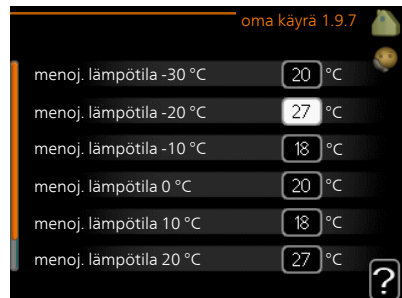 oma käyrä 1.9.7
menoj. lämpötila -30 °C 20 °C
menoj. lämpötila -20 °C 27 °C
menoj. lämpötila -10 °C 18 °C
menoj. lämpötila 0 °C 20 °C
menoj. lämpötila 10 °C 18 °C
menoj. lämpötila 20 °C 27 °C
?